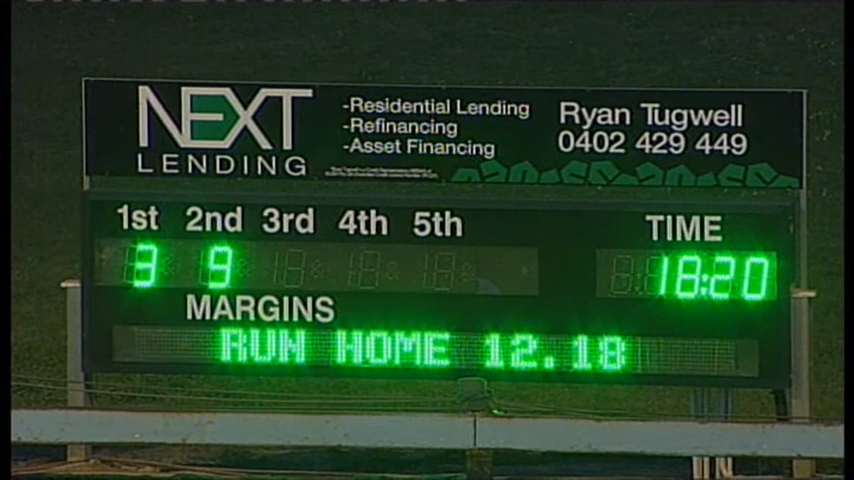 NEXT
LENDING
-Residential Lending
-Refinancing
-Asset Financing
Ryan Tugwell
0402 429 449
1st 2nd 3rd 4th 5th TIME
3 9 18:20
MARGINS
RUN HOME 12.18